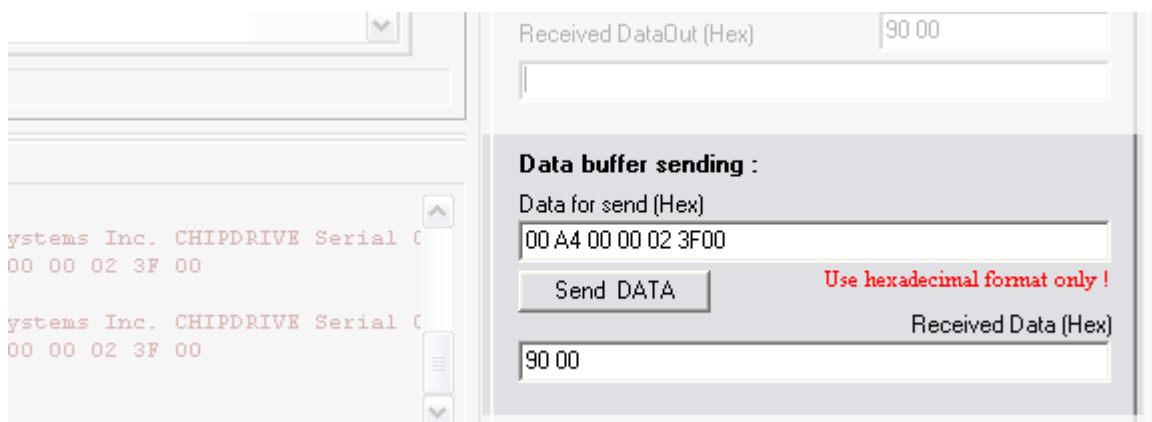 Received DataOut (Hex)
90 00
Data buffer sending :
Data for send (Hex)
00 A4 00 00 02 3F00
Send DATA
Use hexadecimal format only !
Received Data (Hex)
90 00
ystems Inc. CHIPDRIVE Serial
00 00 02 3F 00
ystems Inc. CHIPDRIVE Serial
00 00 02 3F 00